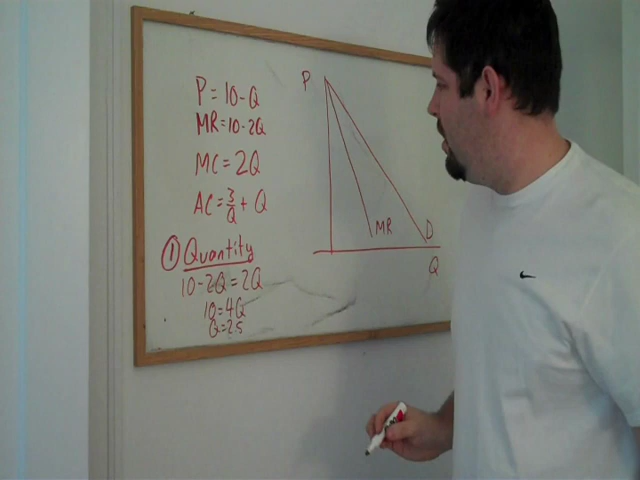 P = 10 - Q
MR = 10 - 2Q
MC = 2Q
AC = 3/Q + Q
① Quantity
10 - 2Q = 2Q
10 = 4Q
Q = 2.5
P
MR
D
Q